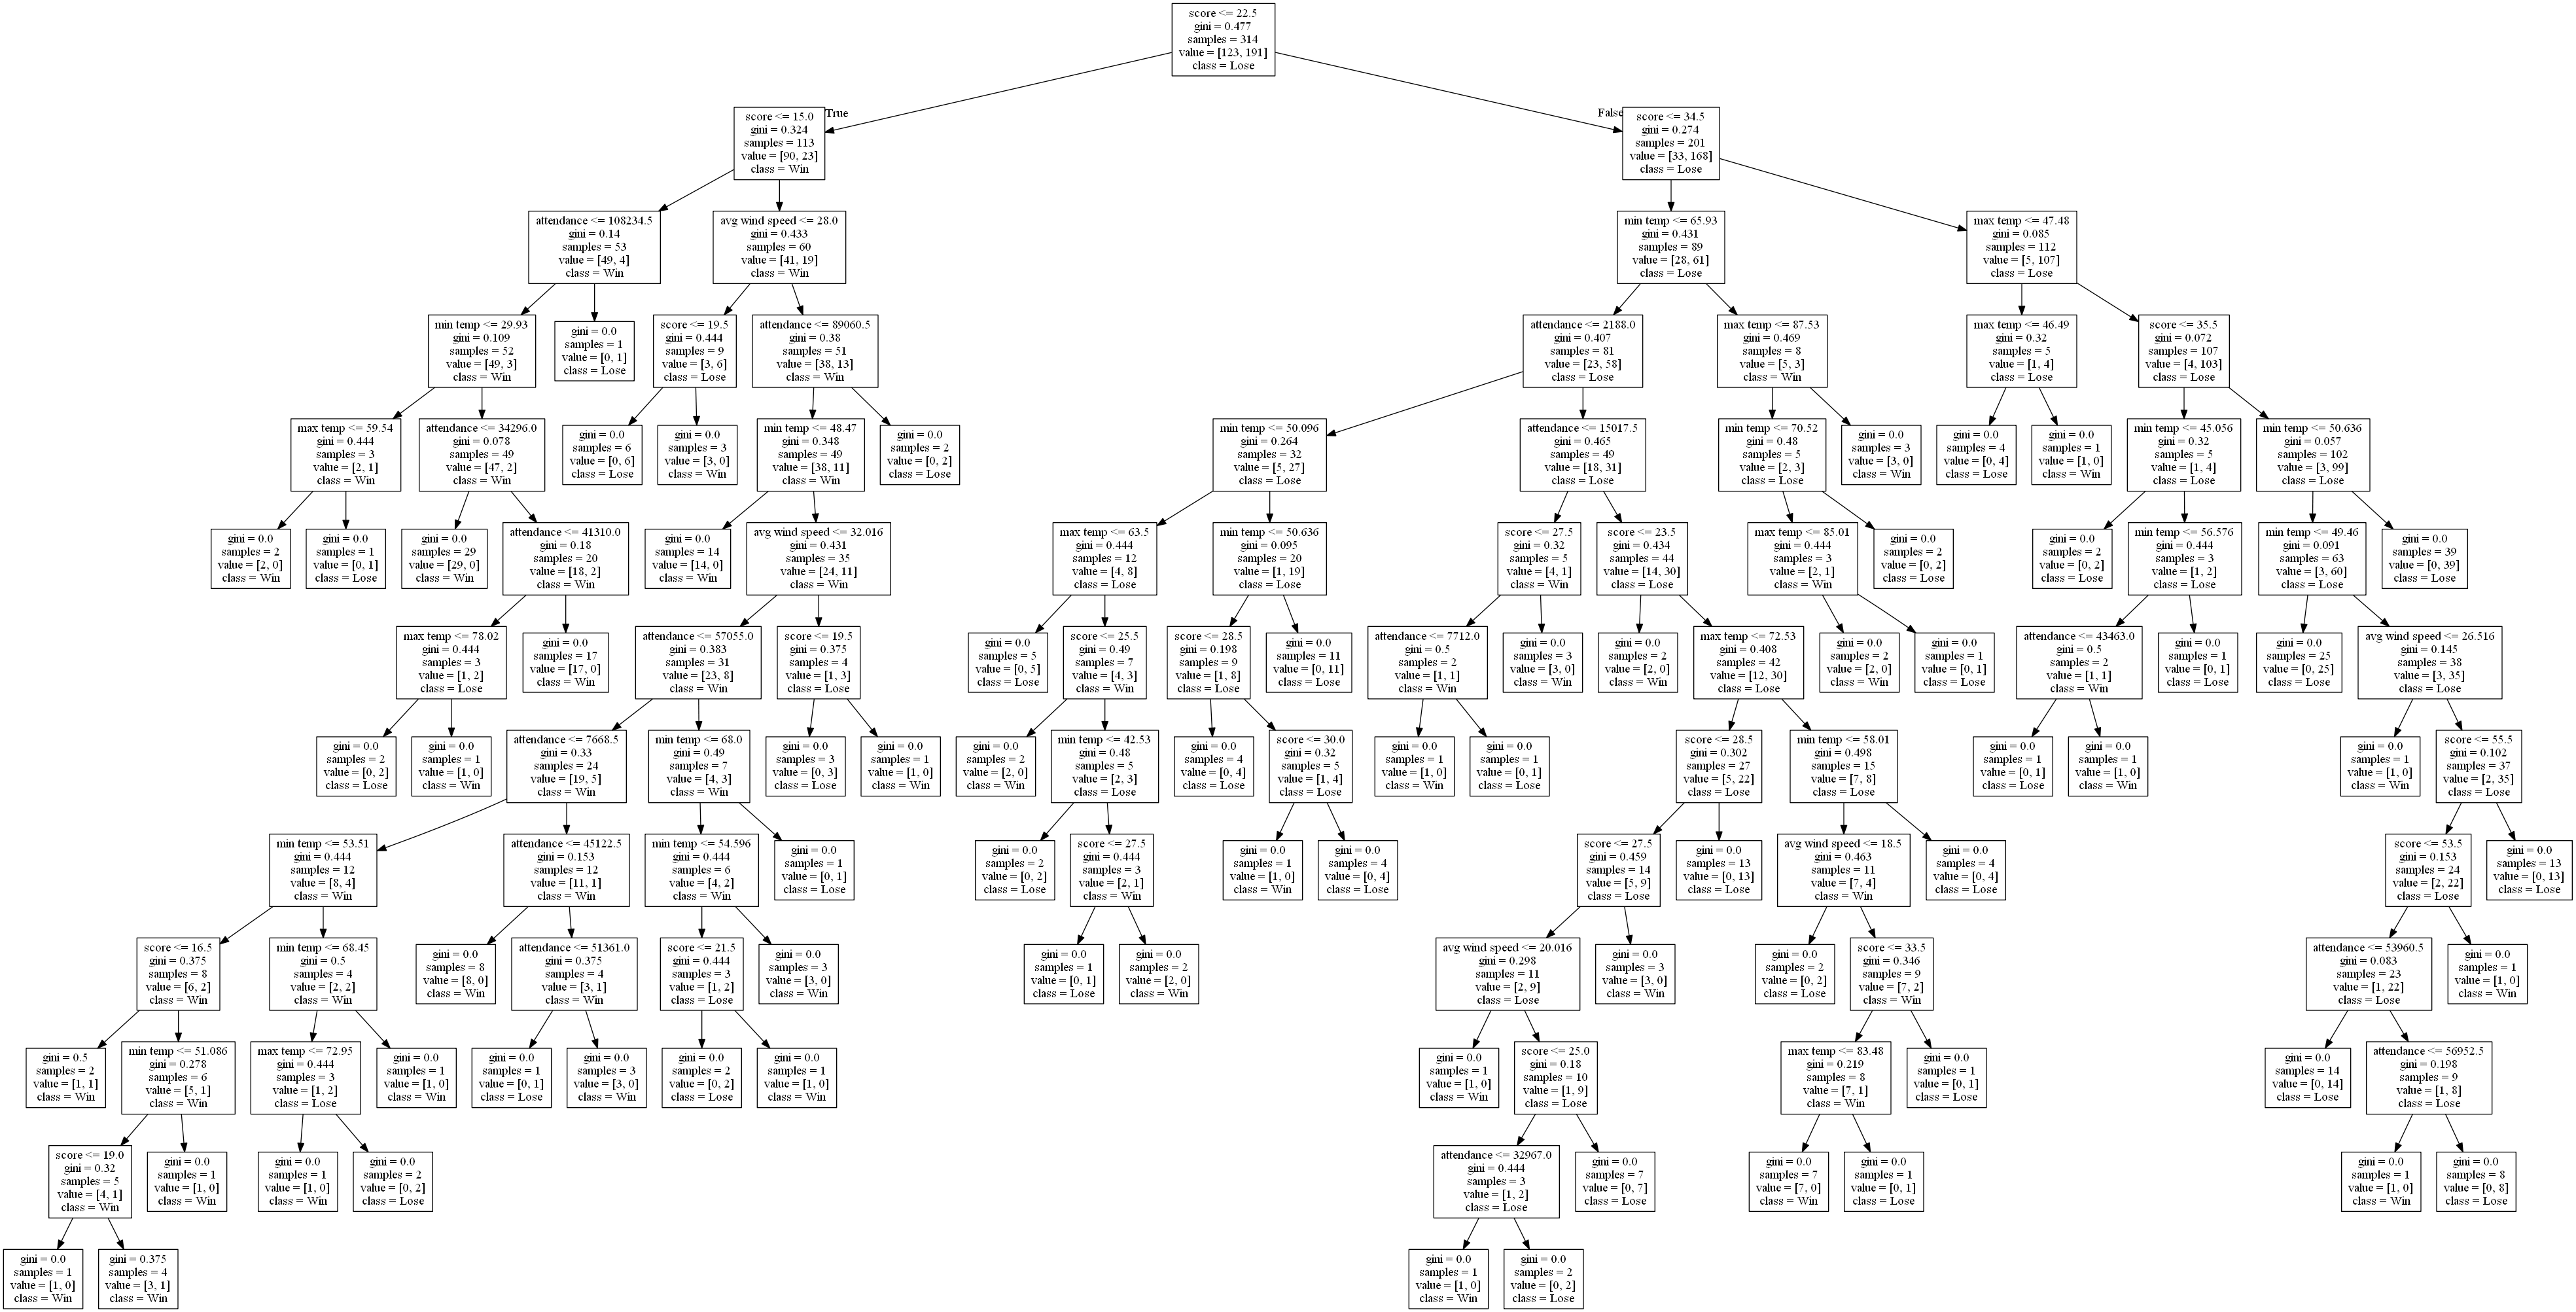 score <= 22.5
gini = 0.477
samples = 314
value = [123, 191]
class = Lose
True
False
score <= 15.0
gini = 0.324
samples = 113
value = [90, 23]
class = Win
score <= 34.5
gini = 0.274
samples = 201
value = [33, 168]
class = Lose
attendance <= 108234.5
gini = 0.14
samples = 53
value = [49, 4]
class = Win
avg wind speed <= 28.0
gini = 0.433
samples = 60
value = [41, 19]
class = Win
min temp <= 65.93
gini = 0.431
samples = 89
value = [28, 61]
class = Lose
max temp <= 47.48
gini = 0.085
samples = 112
value = [5, 107]
class = Lose
min temp <= 29.93
gini = 0.109
samples = 52
value = [49, 3]
class = Win
gini = 0.0
samples = 1
value = [0, 1]
class = Lose
score <= 19.5
gini = 0.444
samples = 9
value = [3, 6]
class = Lose
attendance <= 89060.5
gini = 0.38
samples = 51
value = [38, 13]
class = Win
attendance <= 2188.0
gini = 0.407
samples = 81
value = [23, 58]
class = Lose
max temp <= 87.53
gini = 0.469
samples = 8
value = [5, 3]
class = Win
max temp <= 46.49
gini = 0.32
samples = 5
value = [1, 4]
class = Lose
score <= 35.5
gini = 0.072
samples = 107
value = [4, 103]
class = Lose
max temp <= 59.54
gini = 0.444
samples = 3
value = [2, 1]
class = Win
attendance <= 34296.0
gini = 0.078
samples = 49
value = [47, 2]
class = Win
gini = 0.0
samples = 6
value = [0, 6]
class = Lose
gini = 0.0
samples = 3
value = [3, 0]
class = Win
min temp <= 48.47
gini = 0.348
samples = 49
value = [38, 11]
class = Win
gini = 0.0
samples = 2
value = [0, 2]
class = Lose
min temp <= 50.096
gini = 0.264
samples = 32
value = [5, 27]
class = Lose
attendance <= 15017.5
gini = 0.465
samples = 49
value = [18, 31]
class = Lose
min temp <= 70.52
gini = 0.48
samples = 5
value = [2, 3]
class = Lose
gini = 0.0
samples = 3
value = [3, 0]
class = Win
gini = 0.0
samples = 4
value = [0, 4]
class = Lose
gini = 0.0
samples = 1
value = [1, 0]
class = Win
min temp <= 45.056
gini = 0.32
samples = 5
value = [1, 4]
class = Lose
min temp <= 50.636
gini = 0.057
samples = 102
value = [3, 99]
class = Lose
gini = 0.0
samples = 2
value = [2, 0]
class = Win
gini = 0.0
samples = 1
value = [0, 1]
class = Lose
gini = 0.0
samples = 29
value = [29, 0]
class = Win
attendance <= 41310.0
gini = 0.18
samples = 20
value = [18, 2]
class = Win
gini = 0.0
samples = 14
value = [14, 0]
class = Win
avg wind speed <= 32.016
gini = 0.431
samples = 35
value = [24, 11]
class = Win
max temp <= 63.5
gini = 0.444
samples = 12
value = [4, 8]
class = Lose
min temp <= 50.636
gini = 0.095
samples = 20
value = [1, 19]
class = Lose
score <= 27.5
gini = 0.32
samples = 5
value = [4, 1]
class = Win
score <= 23.5
gini = 0.434
samples = 44
value = [14, 30]
class = Lose
max temp <= 85.01
gini = 0.444
samples = 3
value = [2, 1]
class = Win
gini = 0.0
samples = 2
value = [0, 2]
class = Lose
gini = 0.0
samples = 2
value = [0, 2]
class = Lose
min temp <= 56.576
gini = 0.444
samples = 3
value = [1, 2]
class = Lose
min temp <= 49.46
gini = 0.091
samples = 63
value = [3, 60]
class = Lose
gini = 0.0
samples = 39
value = [0, 39]
class = Lose
max temp <= 78.02
gini = 0.444
samples = 3
value = [1, 2]
class = Lose
gini = 0.0
samples = 17
value = [17, 0]
class = Win
attendance <= 57055.0
gini = 0.383
samples = 31
value = [23, 8]
class = Win
score <= 19.5
gini = 0.375
samples = 4
value = [1, 3]
class = Lose
gini = 0.0
samples = 5
value = [0, 5]
class = Lose
score <= 25.5
gini = 0.49
samples = 7
value = [4, 3]
class = Win
score <= 28.5
gini = 0.198
samples = 9
value = [1, 8]
class = Lose
gini = 0.0
samples = 11
value = [0, 11]
class = Lose
attendance <= 7712.0
gini = 0.5
samples = 2
value = [1, 1]
class = Win
gini = 0.0
samples = 3
value = [3, 0]
class = Win
gini = 0.0
samples = 2
value = [2, 0]
class = Win
max temp <= 72.53
gini = 0.408
samples = 42
value = [12, 30]
class = Lose
gini = 0.0
samples = 2
value = [2, 0]
class = Win
gini = 0.0
samples = 1
value = [0, 1]
class = Lose
attendance <= 43463.0
gini = 0.5
samples = 2
value = [1, 1]
class = Win
gini = 0.0
samples = 1
value = [0, 1]
class = Lose
gini = 0.0
samples = 25
value = [0, 25]
class = Lose
avg wind speed <= 26.516
gini = 0.145
samples = 38
value = [3, 35]
class = Lose
gini = 0.0
samples = 2
value = [0, 2]
class = Lose
gini = 0.0
samples = 1
value = [1, 0]
class = Win
attendance <= 7668.5
gini = 0.33
samples = 24
value = [19, 5]
class = Win
min temp <= 68.0
gini = 0.49
samples = 7
value = [4, 3]
class = Win
gini = 0.0
samples = 3
value = [0, 3]
class = Lose
gini = 0.0
samples = 1
value = [1, 0]
class = Win
gini = 0.0
samples = 2
value = [2, 0]
class = Win
min temp <= 42.53
gini = 0.48
samples = 5
value = [2, 3]
class = Lose
gini = 0.0
samples = 4
value = [0, 4]
class = Lose
score <= 30.0
gini = 0.32
samples = 5
value = [1, 4]
class = Lose
gini = 0.0
samples = 1
value = [1, 0]
class = Win
gini = 0.0
samples = 1
value = [0, 1]
class = Lose
score <= 28.5
gini = 0.302
samples = 27
value = [5, 22]
class = Lose
min temp <= 58.01
gini = 0.498
samples = 15
value = [7, 8]
class = Lose
gini = 0.0
samples = 1
value = [0, 1]
class = Lose
gini = 0.0
samples = 1
value = [1, 0]
class = Win
gini = 0.0
samples = 1
value = [1, 0]
class = Win
score <= 55.5
gini = 0.102
samples = 37
value = [2, 35]
class = Lose
min temp <= 53.51
gini = 0.444
samples = 12
value = [8, 4]
class = Win
attendance <= 45122.5
gini = 0.153
samples = 12
value = [11, 1]
class = Win
min temp <= 54.596
gini = 0.444
samples = 6
value = [4, 2]
class = Win
gini = 0.0
samples = 1
value = [0, 1]
class = Lose
gini = 0.0
samples = 2
value = [0, 2]
class = Lose
score <= 27.5
gini = 0.444
samples = 3
value = [2, 1]
class = Win
gini = 0.0
samples = 1
value = [1, 0]
class = Win
gini = 0.0
samples = 4
value = [0, 4]
class = Lose
score <= 27.5
gini = 0.459
samples = 14
value = [5, 9]
class = Lose
gini = 0.0
samples = 13
value = [0, 13]
class = Lose
avg wind speed <= 18.5
gini = 0.463
samples = 11
value = [7, 4]
class = Win
gini = 0.0
samples = 4
value = [0, 4]
class = Lose
score <= 53.5
gini = 0.153
samples = 24
value = [2, 22]
class = Lose
gini = 0.0
samples = 13
value = [0, 13]
class = Lose
score <= 16.5
gini = 0.375
samples = 8
value = [6, 2]
class = Win
min temp <= 68.45
gini = 0.5
samples = 4
value = [2, 2]
class = Win
gini = 0.0
samples = 8
value = [8, 0]
class = Win
attendance <= 51361.0
gini = 0.375
samples = 4
value = [3, 1]
class = Win
score <= 21.5
gini = 0.444
samples = 3
value = [1, 2]
class = Lose
gini = 0.0
samples = 3
value = [3, 0]
class = Win
gini = 0.0
samples = 1
value = [0, 1]
class = Lose
gini = 0.0
samples = 2
value = [2, 0]
class = Win
avg wind speed <= 20.016
gini = 0.298
samples = 11
value = [2, 9]
class = Lose
gini = 0.0
samples = 3
value = [3, 0]
class = Win
gini = 0.0
samples = 2
value = [0, 2]
class = Lose
score <= 33.5
gini = 0.346
samples = 9
value = [7, 2]
class = Win
attendance <= 53960.5
gini = 0.083
samples = 23
value = [1, 22]
class = Lose
gini = 0.0
samples = 1
value = [1, 0]
class = Win
gini = 0.5
samples = 2
value = [1, 1]
class = Win
min temp <= 51.086
gini = 0.278
samples = 6
value = [5, 1]
class = Win
max temp <= 72.95
gini = 0.444
samples = 3
value = [1, 2]
class = Lose
gini = 0.0
samples = 1
value = [1, 0]
class = Win
gini = 0.0
samples = 1
value = [0, 1]
class = Lose
gini = 0.0
samples = 3
value = [3, 0]
class = Win
gini = 0.0
samples = 2
value = [0, 2]
class = Lose
gini = 0.0
samples = 1
value = [1, 0]
class = Win
gini = 0.0
samples = 1
value = [1, 0]
class = Win
score <= 25.0
gini = 0.18
samples = 10
value = [1, 9]
class = Lose
max temp <= 83.48
gini = 0.219
samples = 8
value = [7, 1]
class = Win
gini = 0.0
samples = 1
value = [0, 1]
class = Lose
gini = 0.0
samples = 14
value = [0, 14]
class = Lose
attendance <= 56952.5
gini = 0.198
samples = 9
value = [1, 8]
class = Lose
score <= 19.0
gini = 0.32
samples = 5
value = [4, 1]
class = Win
gini = 0.0
samples = 1
value = [1, 0]
class = Win
gini = 0.0
samples = 1
value = [1, 0]
class = Win
gini = 0.0
samples = 2
value = [0, 2]
class = Lose
attendance <= 32967.0
gini = 0.444
samples = 3
value = [1, 2]
class = Lose
gini = 0.0
samples = 7
value = [0, 7]
class = Lose
gini = 0.0
samples = 7
value = [7, 0]
class = Win
gini = 0.0
samples = 1
value = [0, 1]
class = Lose
gini = 0.0
samples = 1
value = [1, 0]
class = Win
gini = 0.0
samples = 8
value = [0, 8]
class = Lose
gini = 0.0
samples = 1
value = [1, 0]
class = Win
gini = 0.375
samples = 4
value = [3, 1]
class = Win
gini = 0.0
samples = 1
value = [1, 0]
class = Win
gini = 0.0
samples = 2
value = [0, 2]
class = Lose